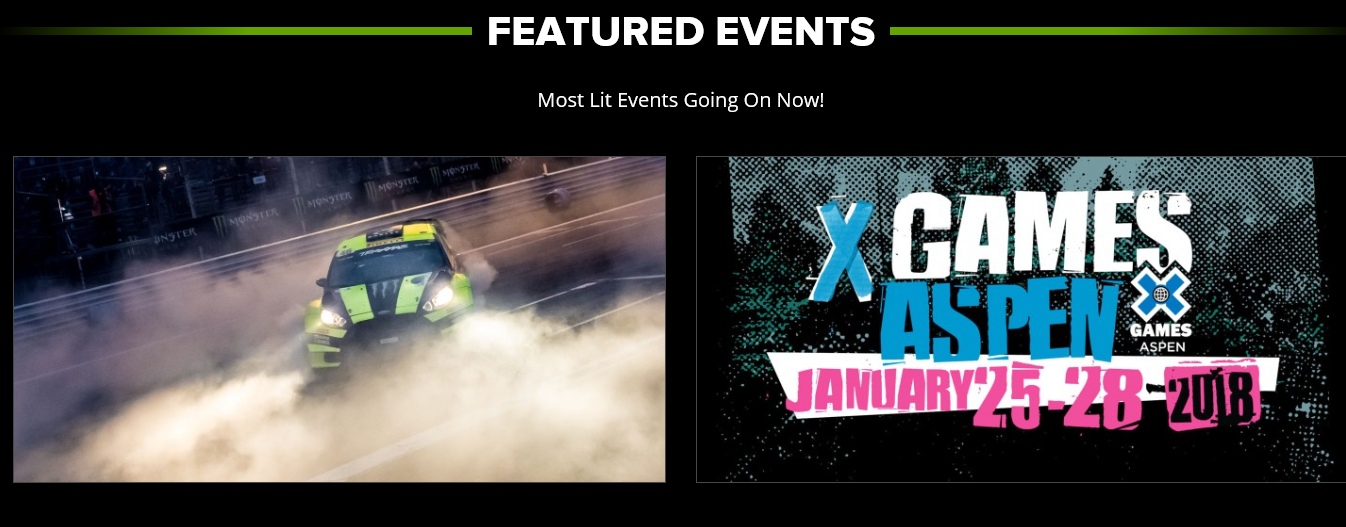 FEATURED EVENTS
Most Lit Events Going On Now!
MONSTER
MONSTER
MONSTER
MONSTER
X GAMES
ASPEN
GAMES
ASPEN
JANUARY 25-28 2018